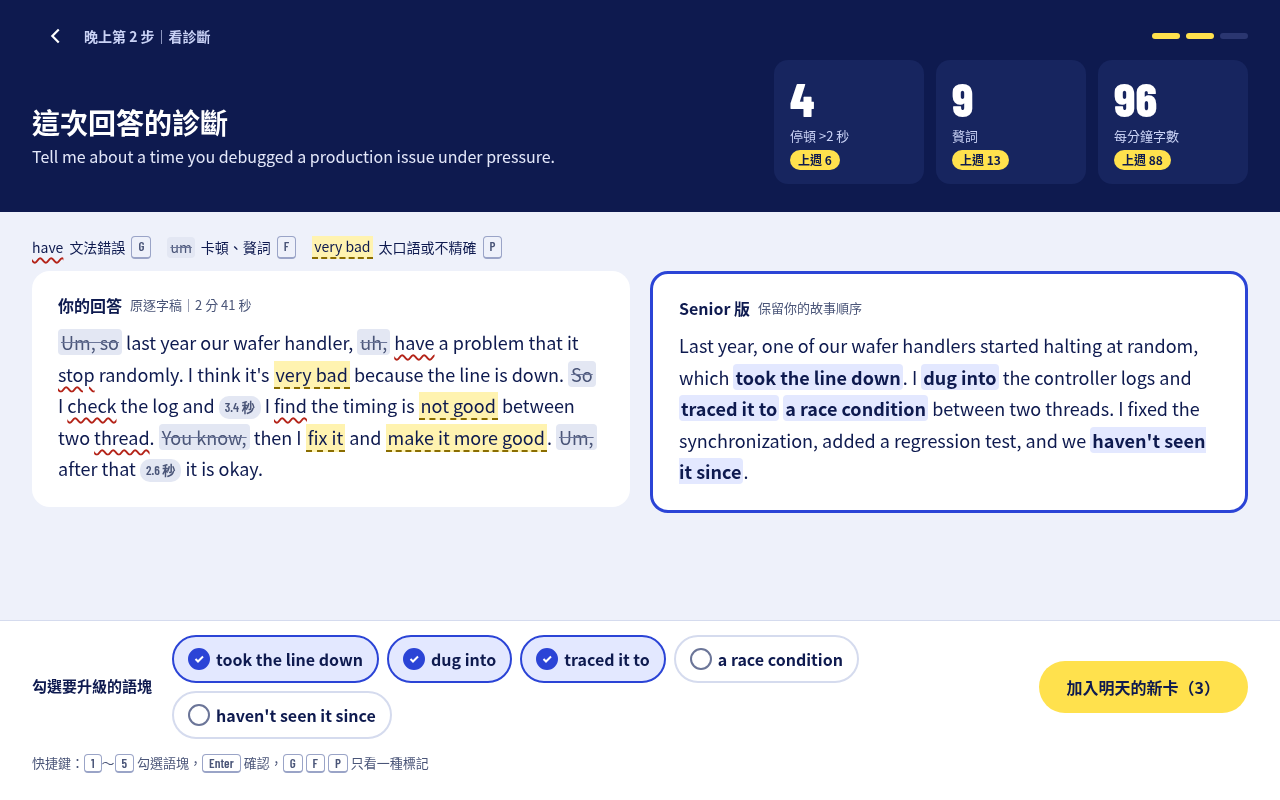 晚上第 2 步｜看診斷
這次回答的診斷
Tell me about a time you debugged a production issue under pressure.
4
停頓 >2 秒
上週 6
9
贅詞
上週 13
96
每分鐘字數
上週 88
have 文法錯誤 G um 卡頓、贅詞 F very bad 太口語或不精確 P
你的回答 原逐字稿｜2 分 41 秒
Um, so last year our wafer handler, uh, have a problem that it
stop randomly. I think it's very bad because the line is down. So
I check the log and 3.4 秒 I find the timing is not good between
two thread. You know, then I fix it and make it more good. Um,
after that 2.6 秒 it is okay.
Senior 版 保留你的故事順序
Last year, one of our wafer handlers started halting at random,
which took the line down. I dug into the controller logs and
traced it to a race condition between two threads. I fixed the
synchronization, added a regression test, and we haven't seen
it since.
勾選要升級的語塊
took the line down dug into traced it to a race condition
haven't seen it since
加入明天的新卡（3）
快捷鍵：1～5 勾選語塊，Enter 確認，G F P 只看一種標記